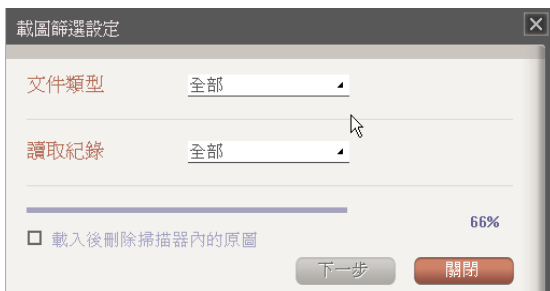 載圖篩選設定
文件類型 全部
讀取紀錄 全部
66%
載入後刪除掃描器內的原圖
下一步 關閉